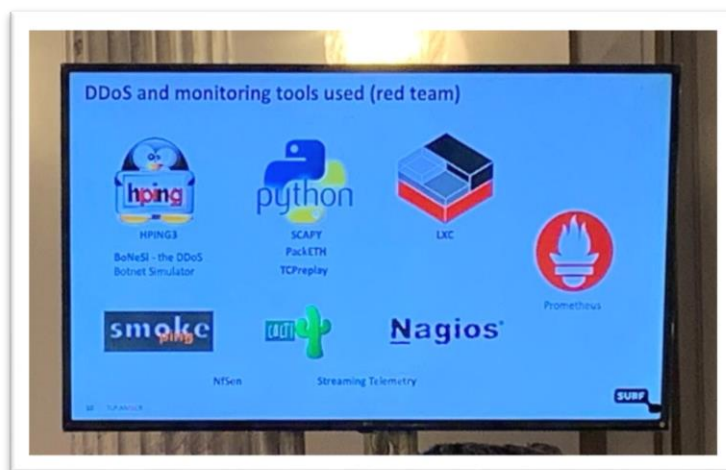 DDoS and monitoring tools used (red team)
hping
python
HPING3
SCAPY
LXC
BoNeSi - the DDoS
Botnet Simulator
PackETH
TCPreplay
Prometheus
smoke
ping
CACTI
Nagios®
NfSen
Streaming Telemetry
SURF